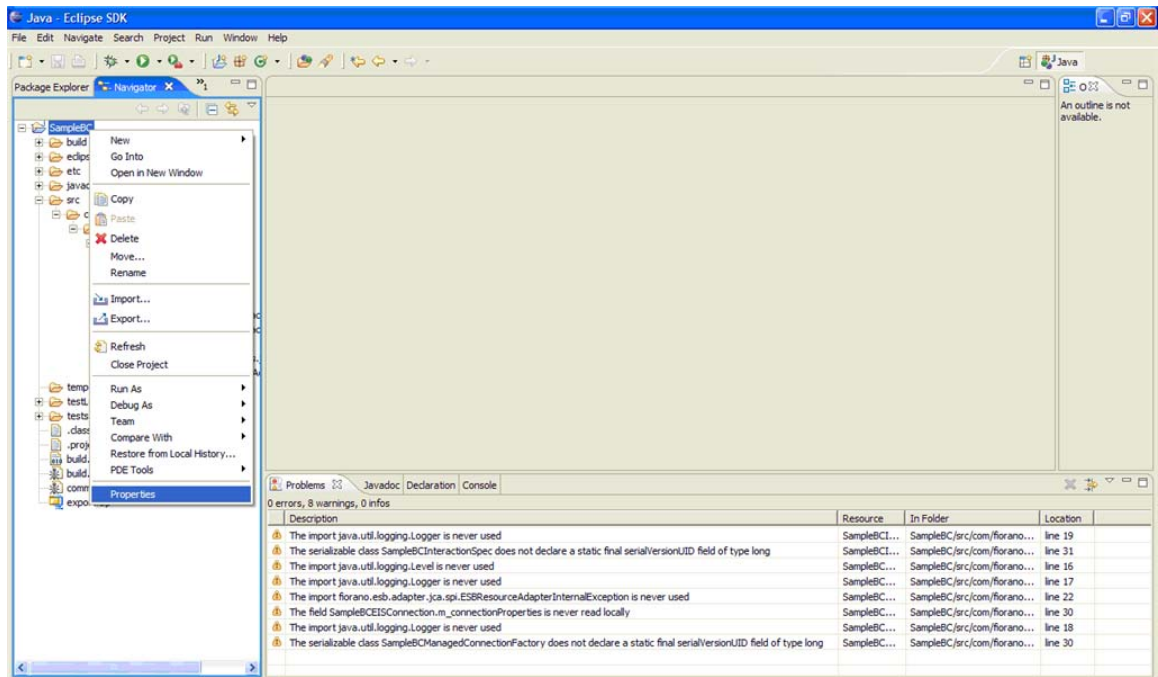 Java - Eclipse SDK
File Edit Navigate Search Project Run Window Help
Java
Package Explorer Navigator
An outline is not
available.
SampleBC
build
eclips
etc
javac
src
temp
testL
tests
.class
.proj
build.
build.
comm
New
Go Into
Open in New Window
Copy
Paste
Delete
Move...
Rename
Import...
Export...
Refresh
Close Project
Run As
Debug As
Team
Compare With
Restore from Local History...
PDE Tools
Properties
Problems Javadoc Declaration Console
0 errors, 8 warnings, 0 infos
Description Resource In Folder Location
The import java.util.logging.Logger is never used SampleBCI... SampleBC/src/com/fiorano... line 19
The serializable class SampleBCInteractionSpec does not declare a static final serialVersionUID field of type long SampleBC... SampleBC/src/com/fiorano... line 31
The import java.util.logging.Level is never used SampleBC... SampleBC/src/com/fiorano... line 16
The import java.util.logging.Logger is never used SampleBC... SampleBC/src/com/fiorano... line 17
The import fiorano.esb.adapter.jca.spi.ESBResourceAdapterInternalException is never used SampleBC... SampleBC/src/com/fiorano... line 22
The field SampleBCEISConnection.m_connectionProperties is never read locally SampleBC... SampleBC/src/com/fiorano... line 30
The import java.util.logging.Logger is never used SampleBC... SampleBC/src/com/fiorano... line 18
The serializable class SampleBCManagedConnectionFactory does not declare a static final serialVersionUID field of type long SampleBC... SampleBC/src/com/fiorano... line 30